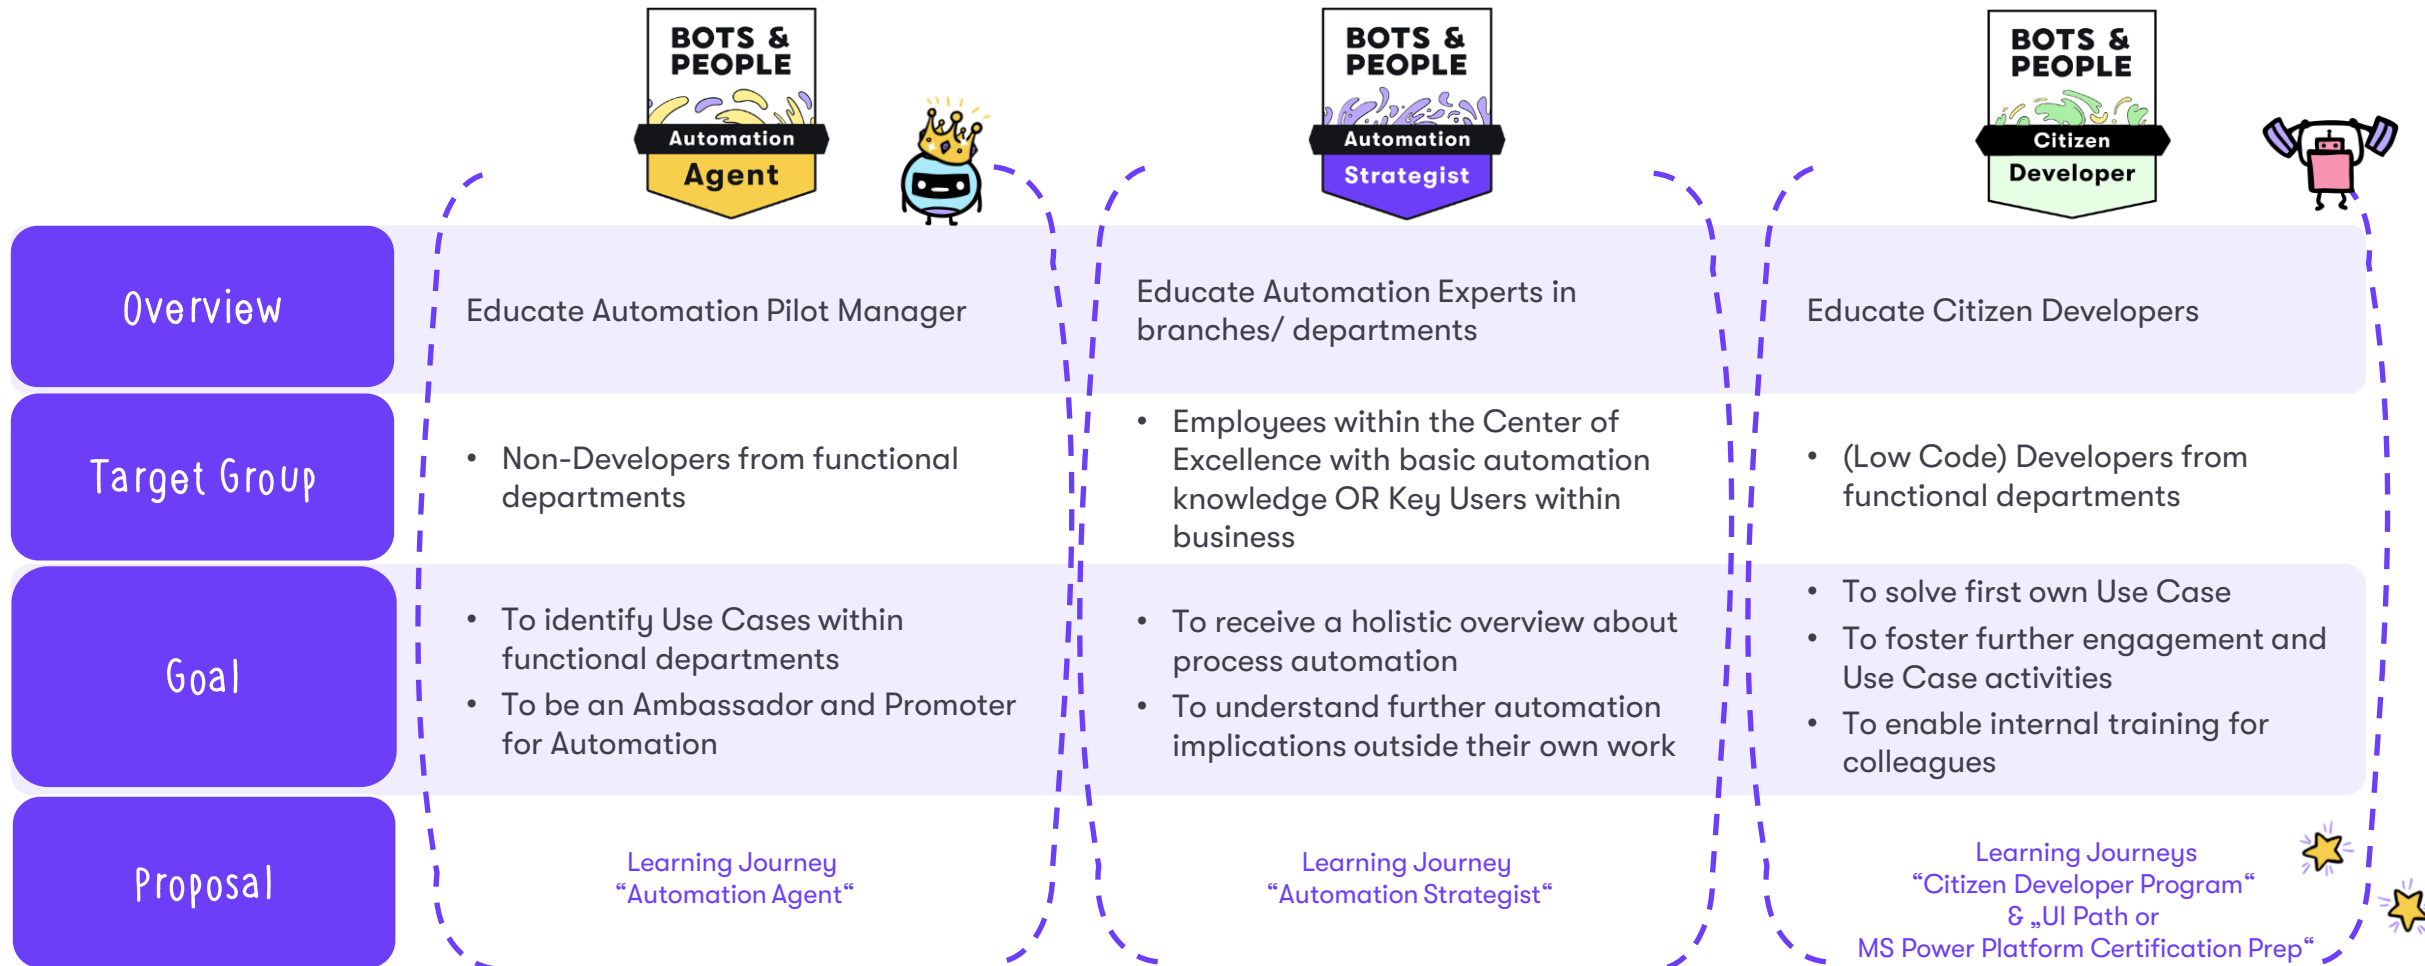 BOTS &
PEOPLE
Automation
Agent
BOTS &
PEOPLE
Automation
Strategist
BOTS &
PEOPLE
Citizen
Developer
Overview
Educate Automation Pilot Manager
Educate Automation Experts in
branches/ departments
Educate Citizen Developers
Target Group
• Non-Developers from functional
departments
• Employees within the Center of
Excellence with basic automation
knowledge OR Key Users within
business
• (Low Code) Developers from
functional departments
Goal
• To identify Use Cases within
functional departments
• To be an Ambassador and Promoter
for Automation
• To receive a holistic overview about
process automation
• To understand further automation
implications outside their own work
• To solve first own Use Case
• To foster further engagement and
Use Case activities
• To enable internal training for
colleagues
Proposal
Learning Journey
“Automation Agent“
Learning Journey
“Automation Strategist“
Learning Journeys
“Citizen Developer Program“
& „UI Path or
MS Power Platform Certification Prep“